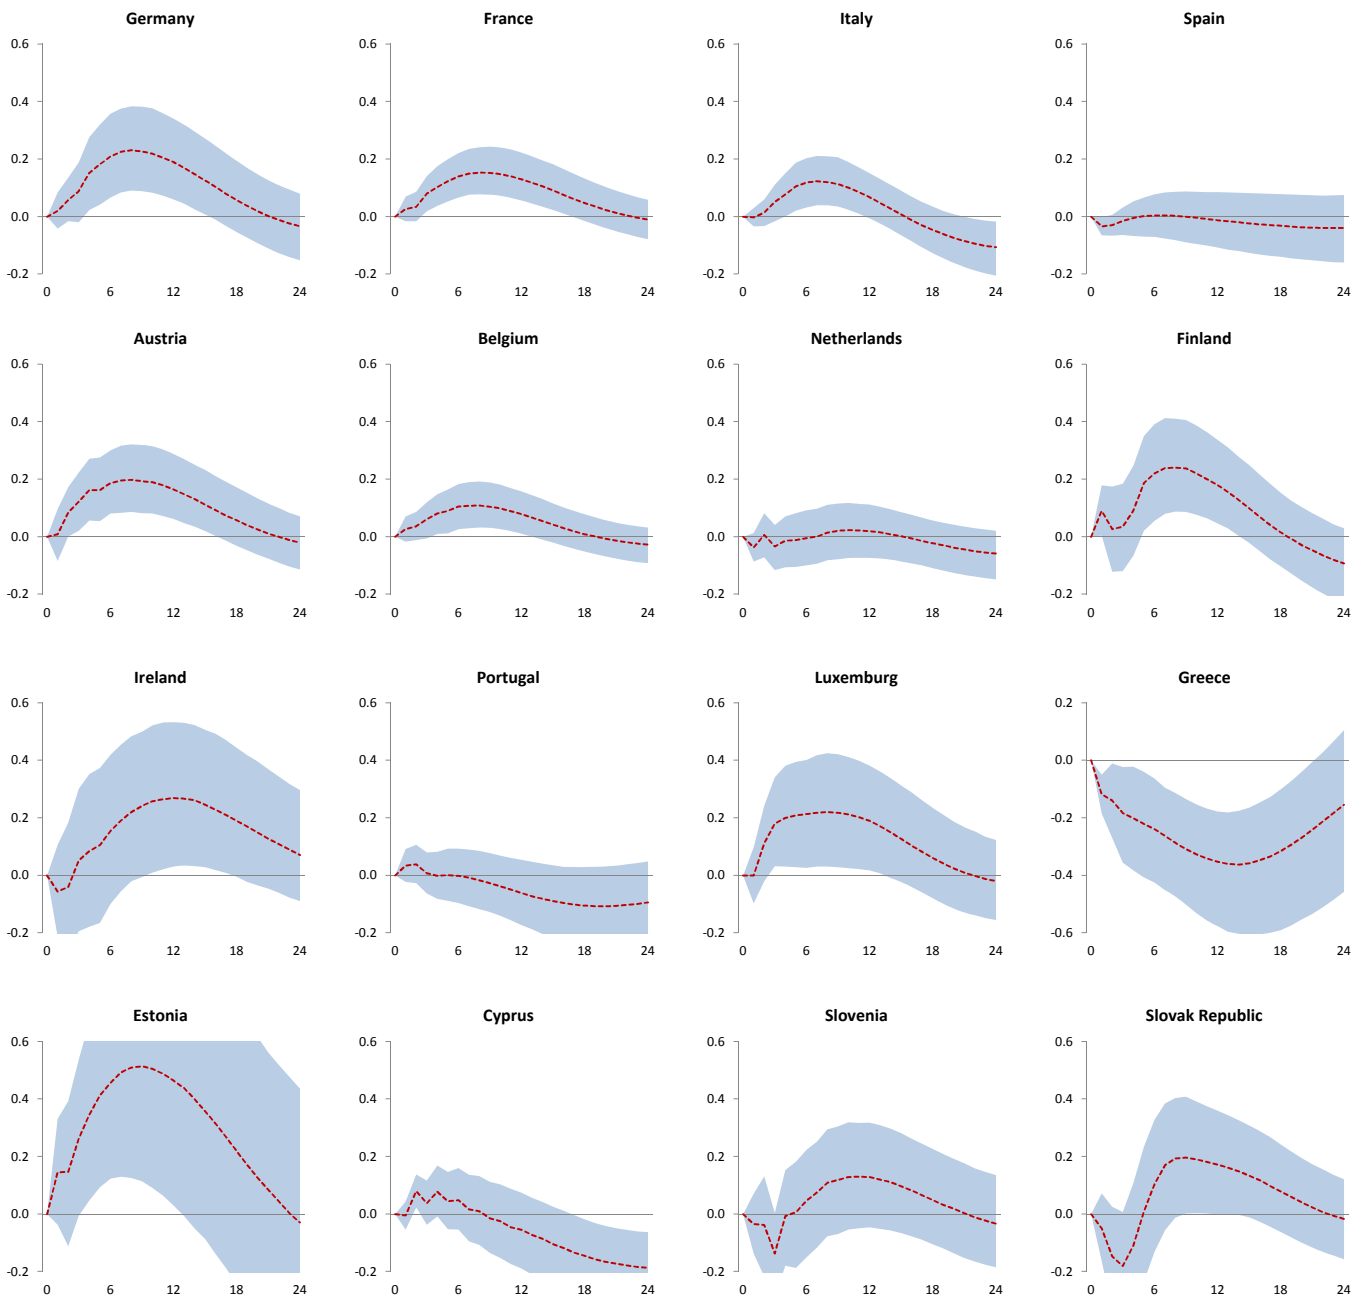 Germany France Italy Spain
0.6 0.6 0.6 0.6
0.4 0.4 0.4 0.4
0.2 0.2 0.2 0.2
0.0 0.0 0.0 0.0
-0.2 -0.2 -0.2 -0.2
0 6 12 18 24 0 6 12 18 24 0 6 12 18 24 0 6 12 18 24
Austria Belgium Netherlands Finland
0.6 0.6 0.6 0.6
0.4 0.4 0.4 0.4
0.2 0.2 0.2 0.2
0.0 0.0 0.0 0.0
-0.2 -0.2 -0.2 -0.2
0 6 12 18 24 0 6 12 18 24 0 6 12 18 24 0 6 12 18 24
Ireland Portugal Luxemburg Greece
0.6 0.6 0.6 0.2
0.4 0.4 0.4 0.0
0.2 0.2 0.2 -0.2
0.0 0.0 0.0 -0.4
-0.2 -0.2 -0.2 -0.6
0 6 12 18 24 0 6 12 18 24 0 6 12 18 24 0 6 12 18 24
Estonia Cyprus Slovenia Slovak Republic
0.6 0.6 0.6 0.6
0.4 0.4 0.4 0.4
0.2 0.2 0.2 0.2
0.0 0.0 0.0 0.0
-0.2 -0.2 -0.2 -0.2
0 6 12 18 24 0 6 12 18 24 0 6 12 18 24 0 6 12 18 24